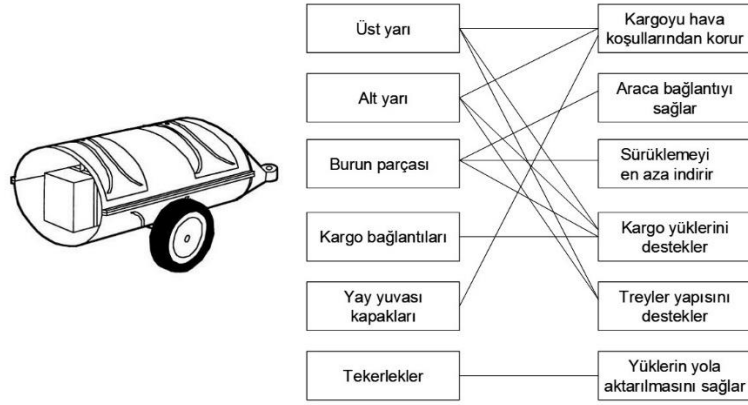 Üst yarı
Kargoyu hava
koşullarından korur
Alt yarı
Araca bağlantıyı
sağlar
Burun parçası
Sürüklemeyi
en aza indirir
Kargo bağlantıları
Kargo yüklerini
destekler
Yay yuvası
kapakları
Treyler yapısını
destekler
Tekerlekler
Yüklerin yola
aktarılmasını sağlar